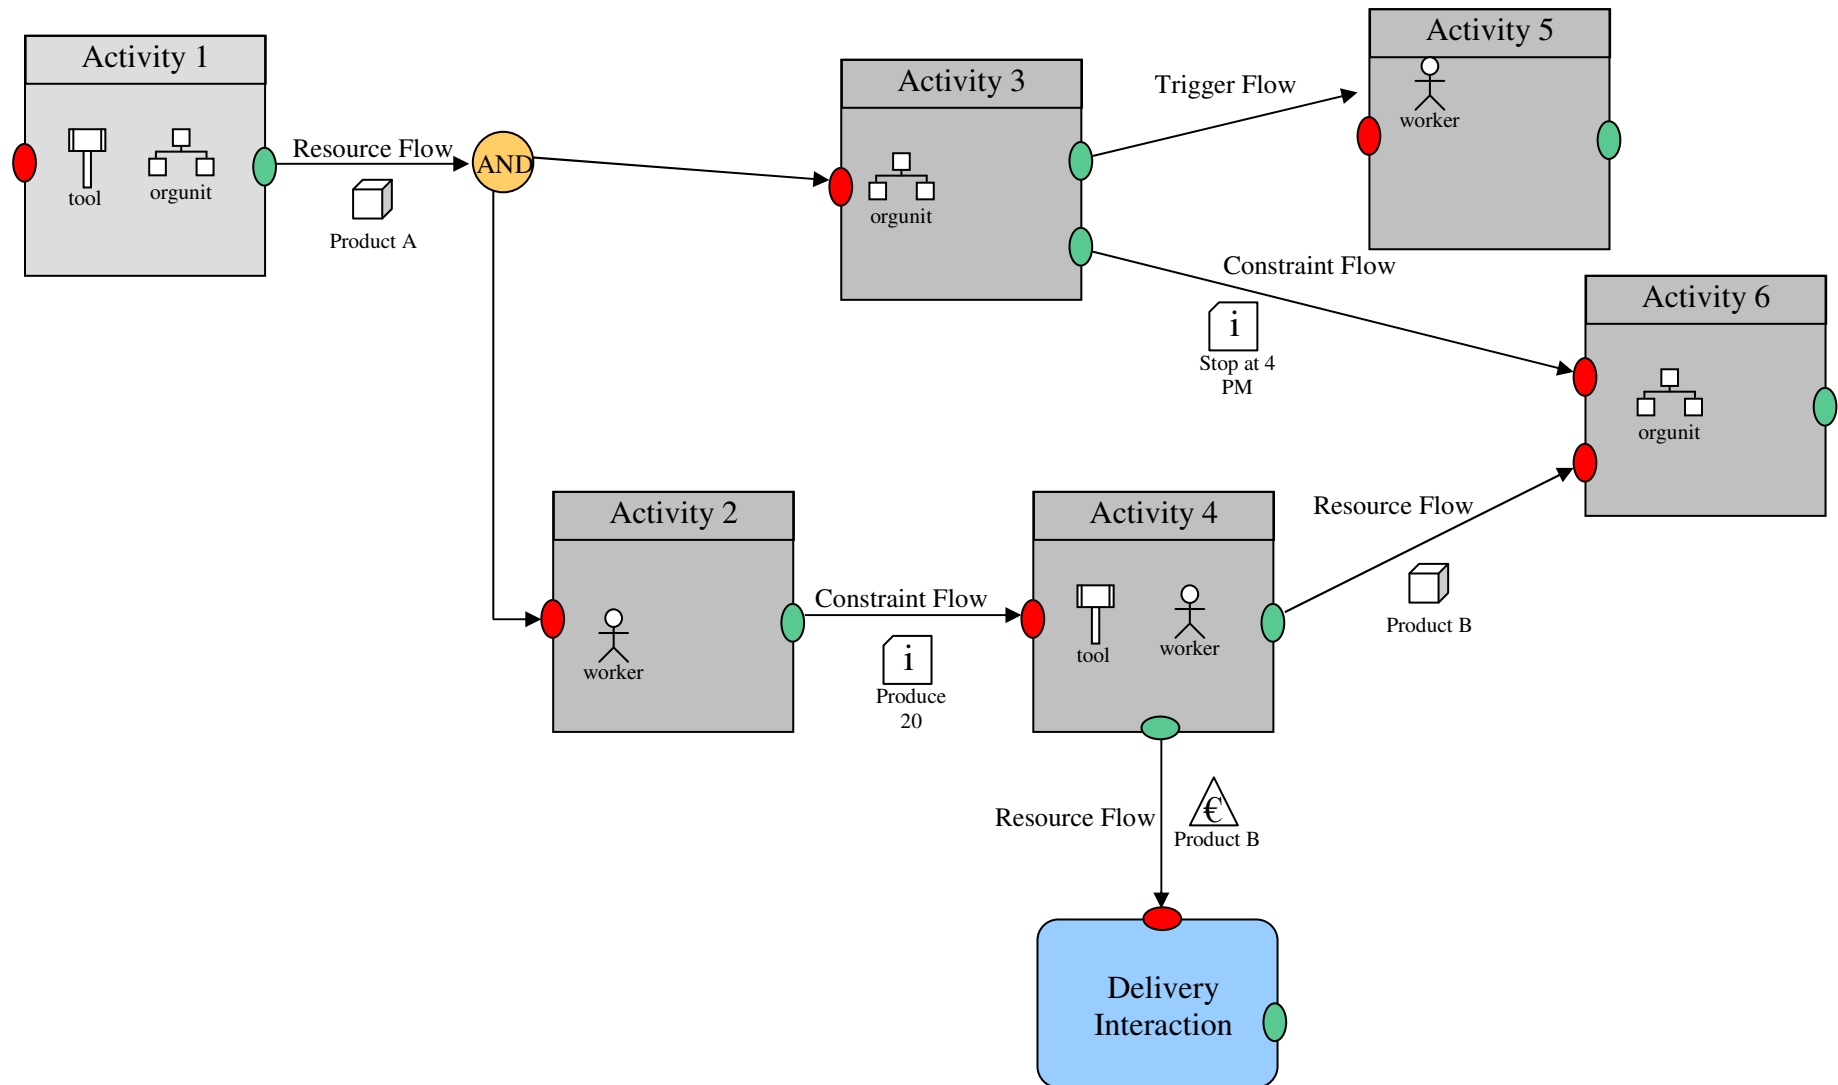 Activity 1
tool
orgunit
Resource Flow
Product A
AND
Activity 3
orgunit
Trigger Flow
Activity 5
worker
Constraint Flow
i
Stop at 4
PM
Activity 6
orgunit
Activity 2
worker
Constraint Flow
i
Produce
20
Activity 4
tool
worker
Resource Flow
Product B
Resource Flow
€
Product B
Delivery
Interaction